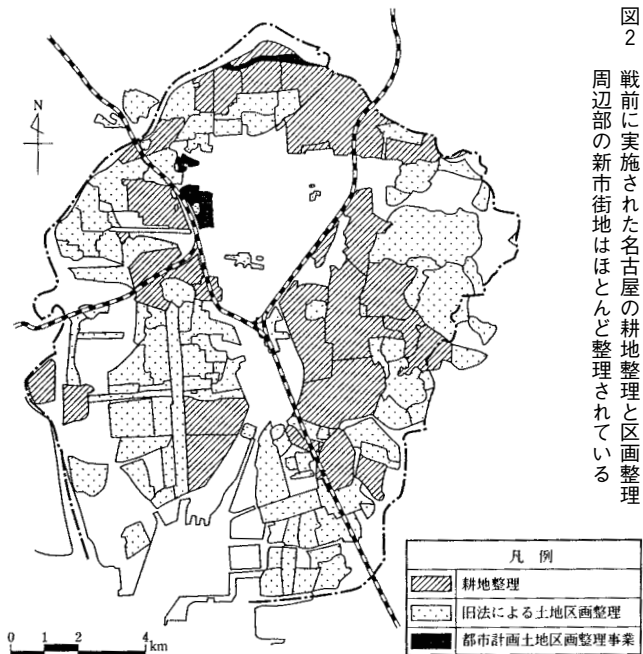 図2　戦前に実施された名古屋の耕地整理と区画整理
周辺部の新市街地はほとんど整理されている
N
凡例
耕地整理
旧法による土地区画整理
都市計画土地区画整理事業
0 1 2 4 km